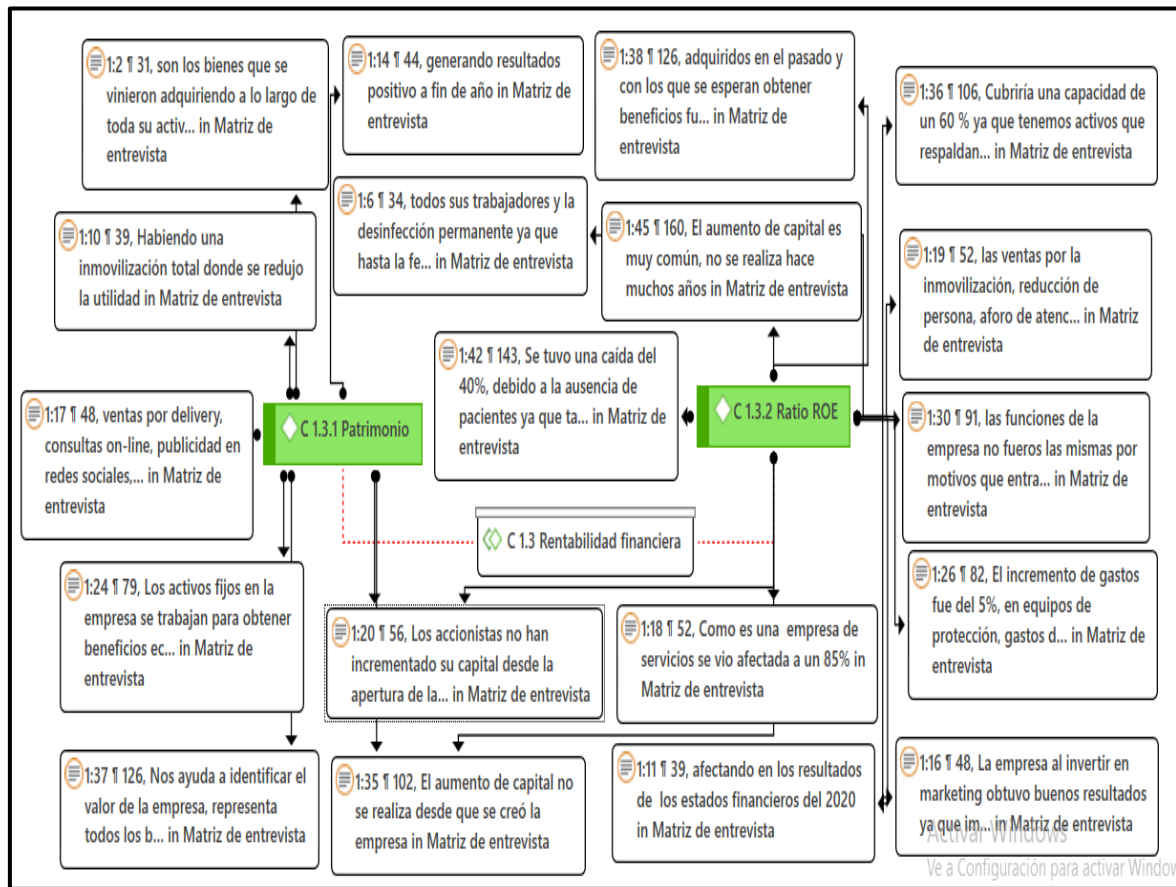 1:2 ¶ 31, son los bienes que se
vinieron adquiriendo a lo largo de
toda su activ... in Matriz de
entrevista
1:14 ¶ 44, generando resultados
positivo a fin de año in Matriz de
entrevista
1:38 ¶ 126, adquiridos en el pasado y
con los que se esperan obtener
beneficios fu... in Matriz de
entrevista
1:36 ¶ 106, Cubriría una capacidad de
un 60 % ya que tenemos activos que
respaldan... in Matriz de entrevista
1:10 ¶ 39, Habiendo una
inmovilización total donde se redujo
la utilidad in Matriz de entrevista
1:6 ¶ 34, todos sus trabajadores y la
desinfección permanente ya que
hasta la fe... in Matriz de entrevista
1:45 ¶ 160, El aumento de capital es
muy común, no se realiza hace
muchos años in Matriz de entrevista
1:19 ¶ 52, las ventas por la
inmovilización, reducción de
persona, aforo de atenc... in Matriz
de entrevista
1:42 ¶ 143, Se tuvo una caída del
40%, debido a la ausencia de
pacientes ya que ta... in Matriz de
entrevista
1:17 ¶ 48, ventas por delivery,
consultas on-line, publicidad en
redes sociales,... in Matriz de
entrevista
C 1.3.1 Patrimonio
C 1.3.2 Ratio ROE
1:30 ¶ 91, las funciones de la
empresa no fueros las mismas por
motivos que entra... in Matriz de
entrevista
C 1.3 Rentabilidad financiera
1:24 ¶ 79, Los activos fijos en la
empresa se trabajan para obtener
beneficios ec... in Matriz de
entrevista
1:20 ¶ 56, Los accionistas no han
incrementado su capital desde la
apertura de la... in Matriz de entrevista
1:18 ¶ 52, Como es una empresa de
servicios se vio afectada a un 85% in
Matriz de entrevista
1:26 ¶ 82, El incremento de gastos
fue del 5%, en equipos de
protección, gastos d... in Matriz de
entrevista
1:37 ¶ 126, Nos ayuda a identificar el
valor de la empresa, representa
todos los b... in Matriz de entrevista
1:35 ¶ 102, El aumento de capital no
se realiza desde que se creó la
empresa in Matriz de entrevista
1:11 ¶ 39, afectando en los resultados
de los estados financieros del 2020
in Matriz de entrevista
1:16 ¶ 48, La empresa al invertir en
marketing obtuvo buenos resultados
ya que im... in Matriz de entrevista
Activar Windows
Ve a Configuración para activar Window